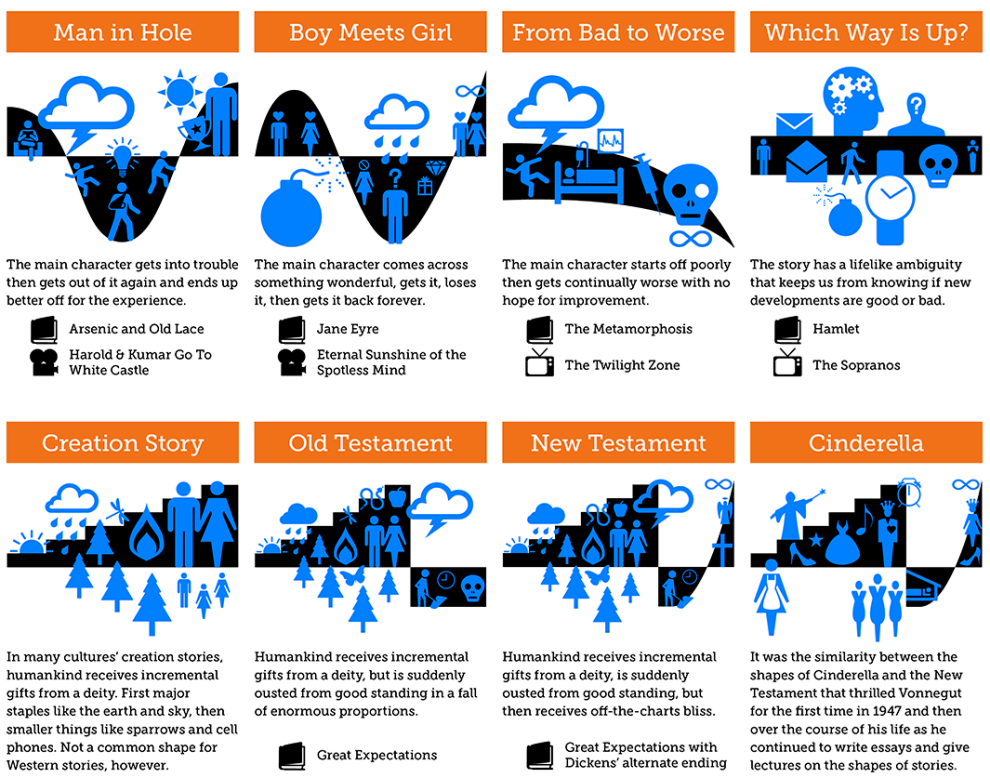 Man in Hole
The main character gets into trouble
then gets out of it again and ends up
better off for the experience.
Arsenic and Old Lace
Harold & Kumar Go To
White Castle
Boy Meets Girl
?
The main character comes across
something wonderful, gets it, loses
it, then gets it back forever.
Jane Eyre
Eternal Sunshine of the
Spotless Mind
From Bad to Worse
The main character starts off poorly
then gets continually worse with no
hope for improvement.
The Metamorphosis
The Twilight Zone
Which Way Is Up?
?
The story has a lifelike ambiguity
that keeps us from knowing if new
developments are good or bad.
Hamlet
The Sopranos
Creation Story
In many cultures’ creation stories,
humankind receives incremental
gifts from a deity. First major
staples like the earth and sky, then
smaller things like sparrows and cell
phones. Not a common shape for
Western stories, however.
Old Testament
Humankind receives incremental
gifts from a deity, but is suddenly
ousted from good standing in a fall
of enormous proportions.
Great Expectations
New Testament
Humankind receives incremental
gifts from a deity, is suddenly
ousted from good standing, but
then receives off-the-charts bliss.
Great Expectations with
Dickens’ alternate ending
Cinderella
It was the similarity between the
shapes of Cinderella and the New
Testament that thrilled Vonnegut
for the first time in 1947 and then
over the course of his life as he
continued to write essays and give
lectures on the shapes of stories.